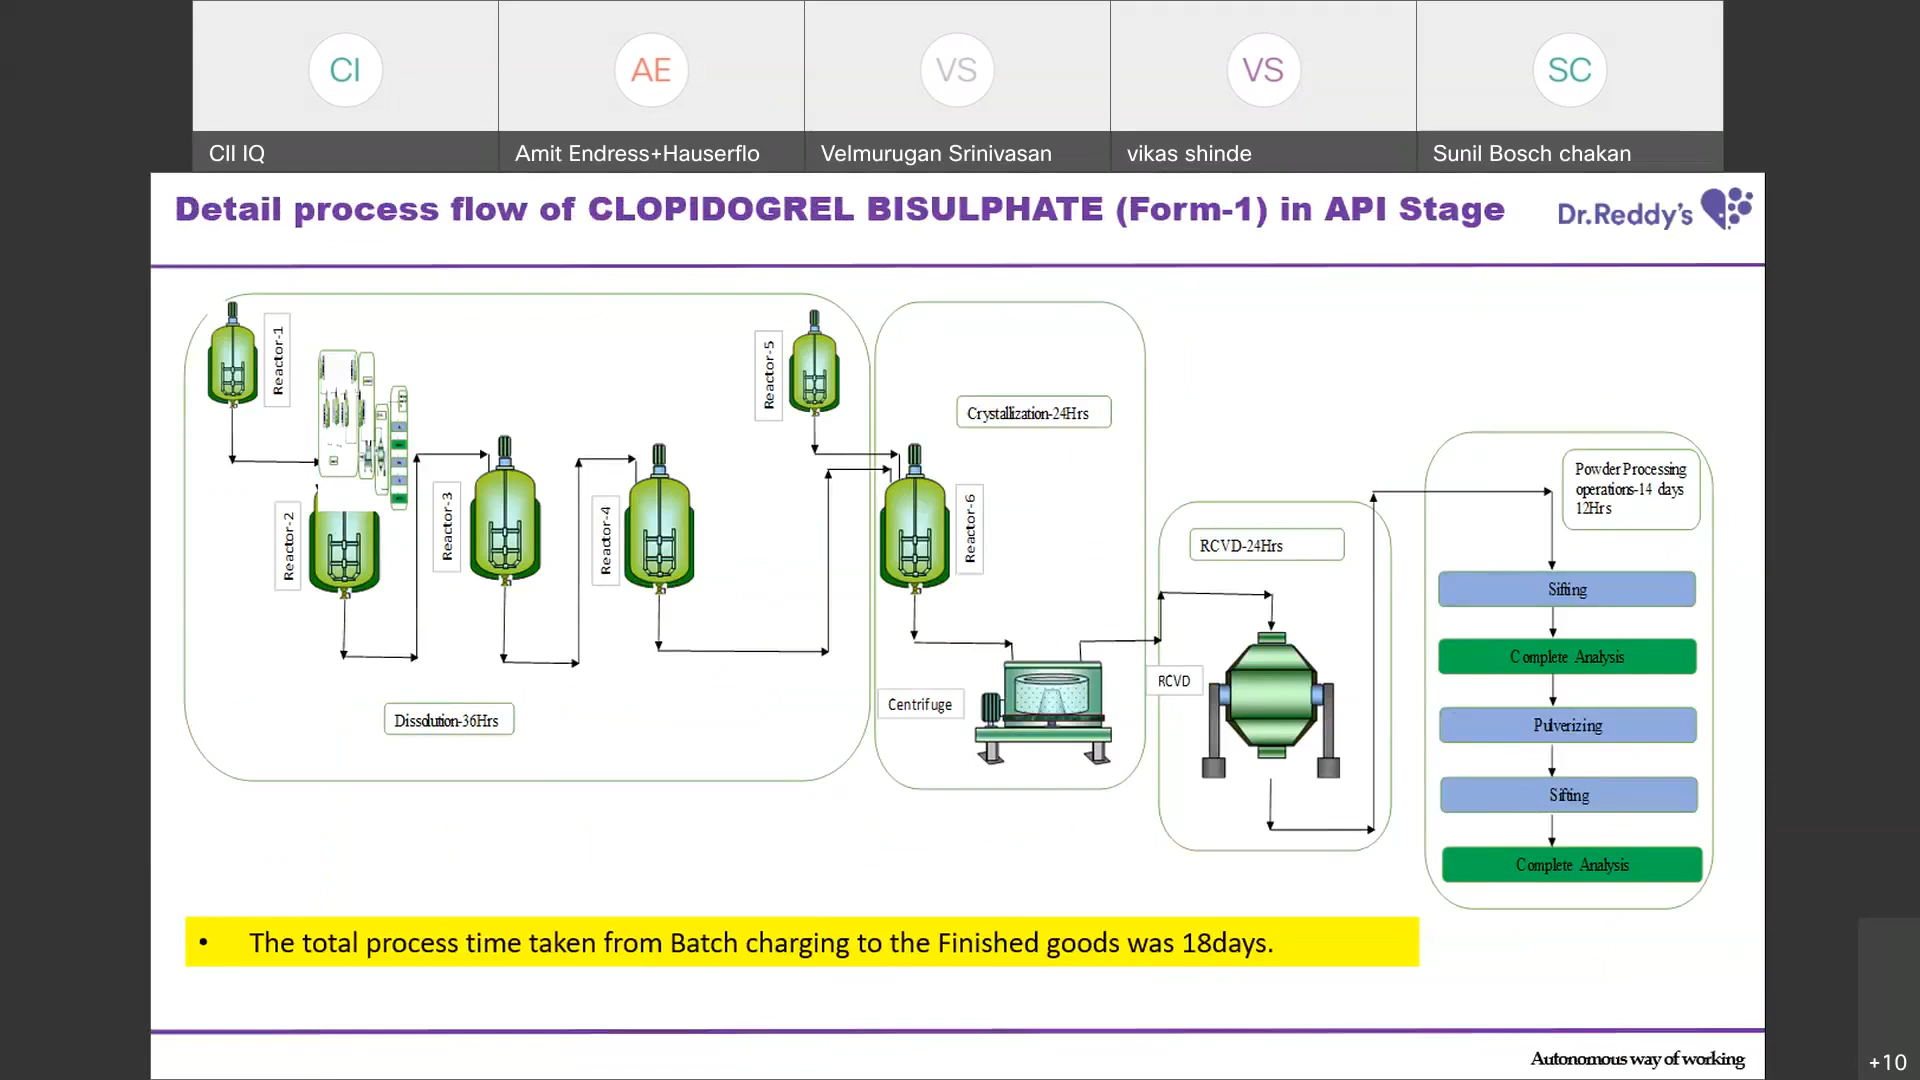 CI
AE
VS
VS
SC
CII IQ
Amit Endress+Hauserflo
Velmurugan Srinivasan
vikas shinde
Sunil Bosch chakan
Detail process flow of CLOPIDOGREL BISULPHATE (Form-1) in API Stage
Dr.Reddy's
Reactor-1
Reactor-2
Reactor-3
Reactor-4
Reactor-5
Reactor-6
Dissolution-36Hrs
Crystallization-24Hrs
Centrifuge
RCVD-24Hrs
RCVD
Powder Processing
operations-14 days
12Hrs
Sifting
Complete Analysis
Pulverizing
Sifting
Complete Analysis
• The total process time taken from Batch charging to the Finished goods was 18days.
Autonomous way of working
+10